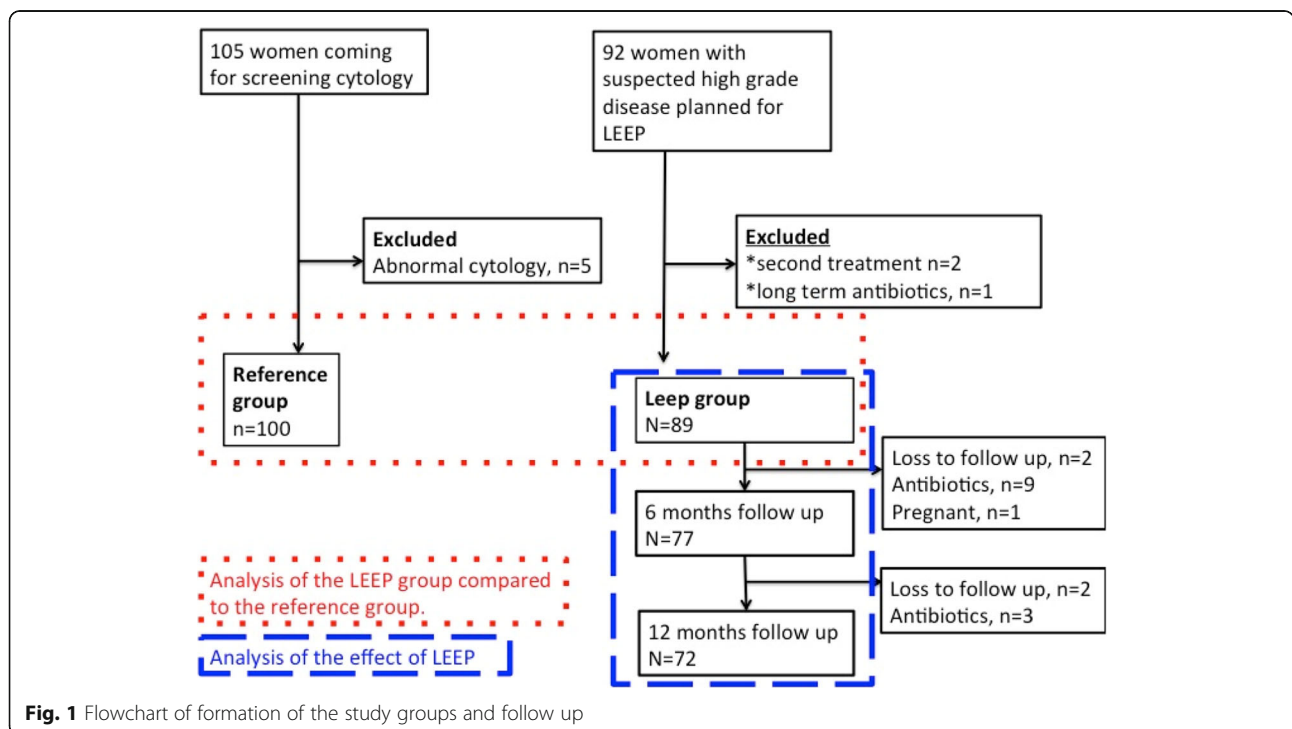 105 women coming
for screening cytology
92 women with
suspected high grade
disease planned for
LEEP
Excluded
Abnormal cytology, n=5
Excluded
*second treatment n=2
*long term antibiotics, n=1
Reference
group
n=100
Leep group
N=89
Loss to follow up, n=2
Antibiotics, n=9
Pregnant, n=1
6 months follow up
N=77
Loss to follow up, n=2
Antibiotics, n=3
12 months follow up
N=72
Analysis of the LEEP group compared
to the reference group.
Analysis of the effect of LEEP
Fig. 1 Flowchart of formation of the study groups and follow up